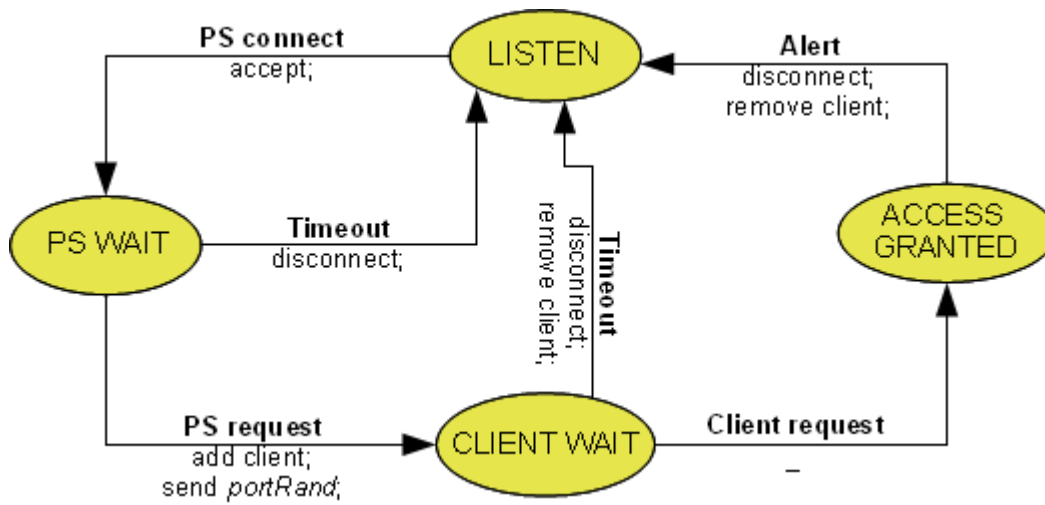 PS connect
accept;
LISTEN
Alert
disconnect;
remove client;
PS WAIT
Timeout
disconnect;
Timeout
disconnect;
remove client;
ACCESS
GRANTED
PS request
add client;
send portRand;
CLIENT WAIT
Client request
_